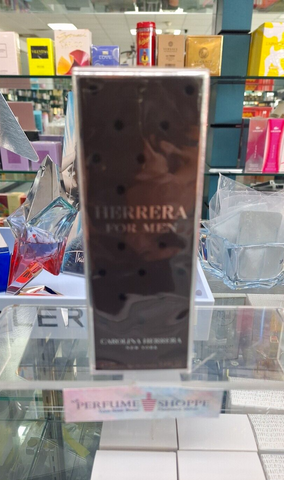 HERRERA
FOR MEN
CAROLINA HERRERA
NEW YORK
PERFUME SHOPPE